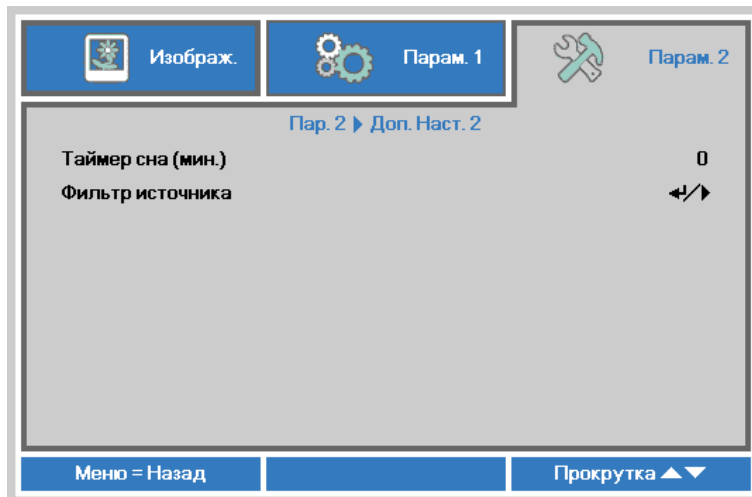 Изображ.
Парам. 1
Парам. 2
Пар. 2 Доп. Наст. 2
Таймер сна (мин.) 0
Фильтр источника
Меню = Назад
Прокрутка